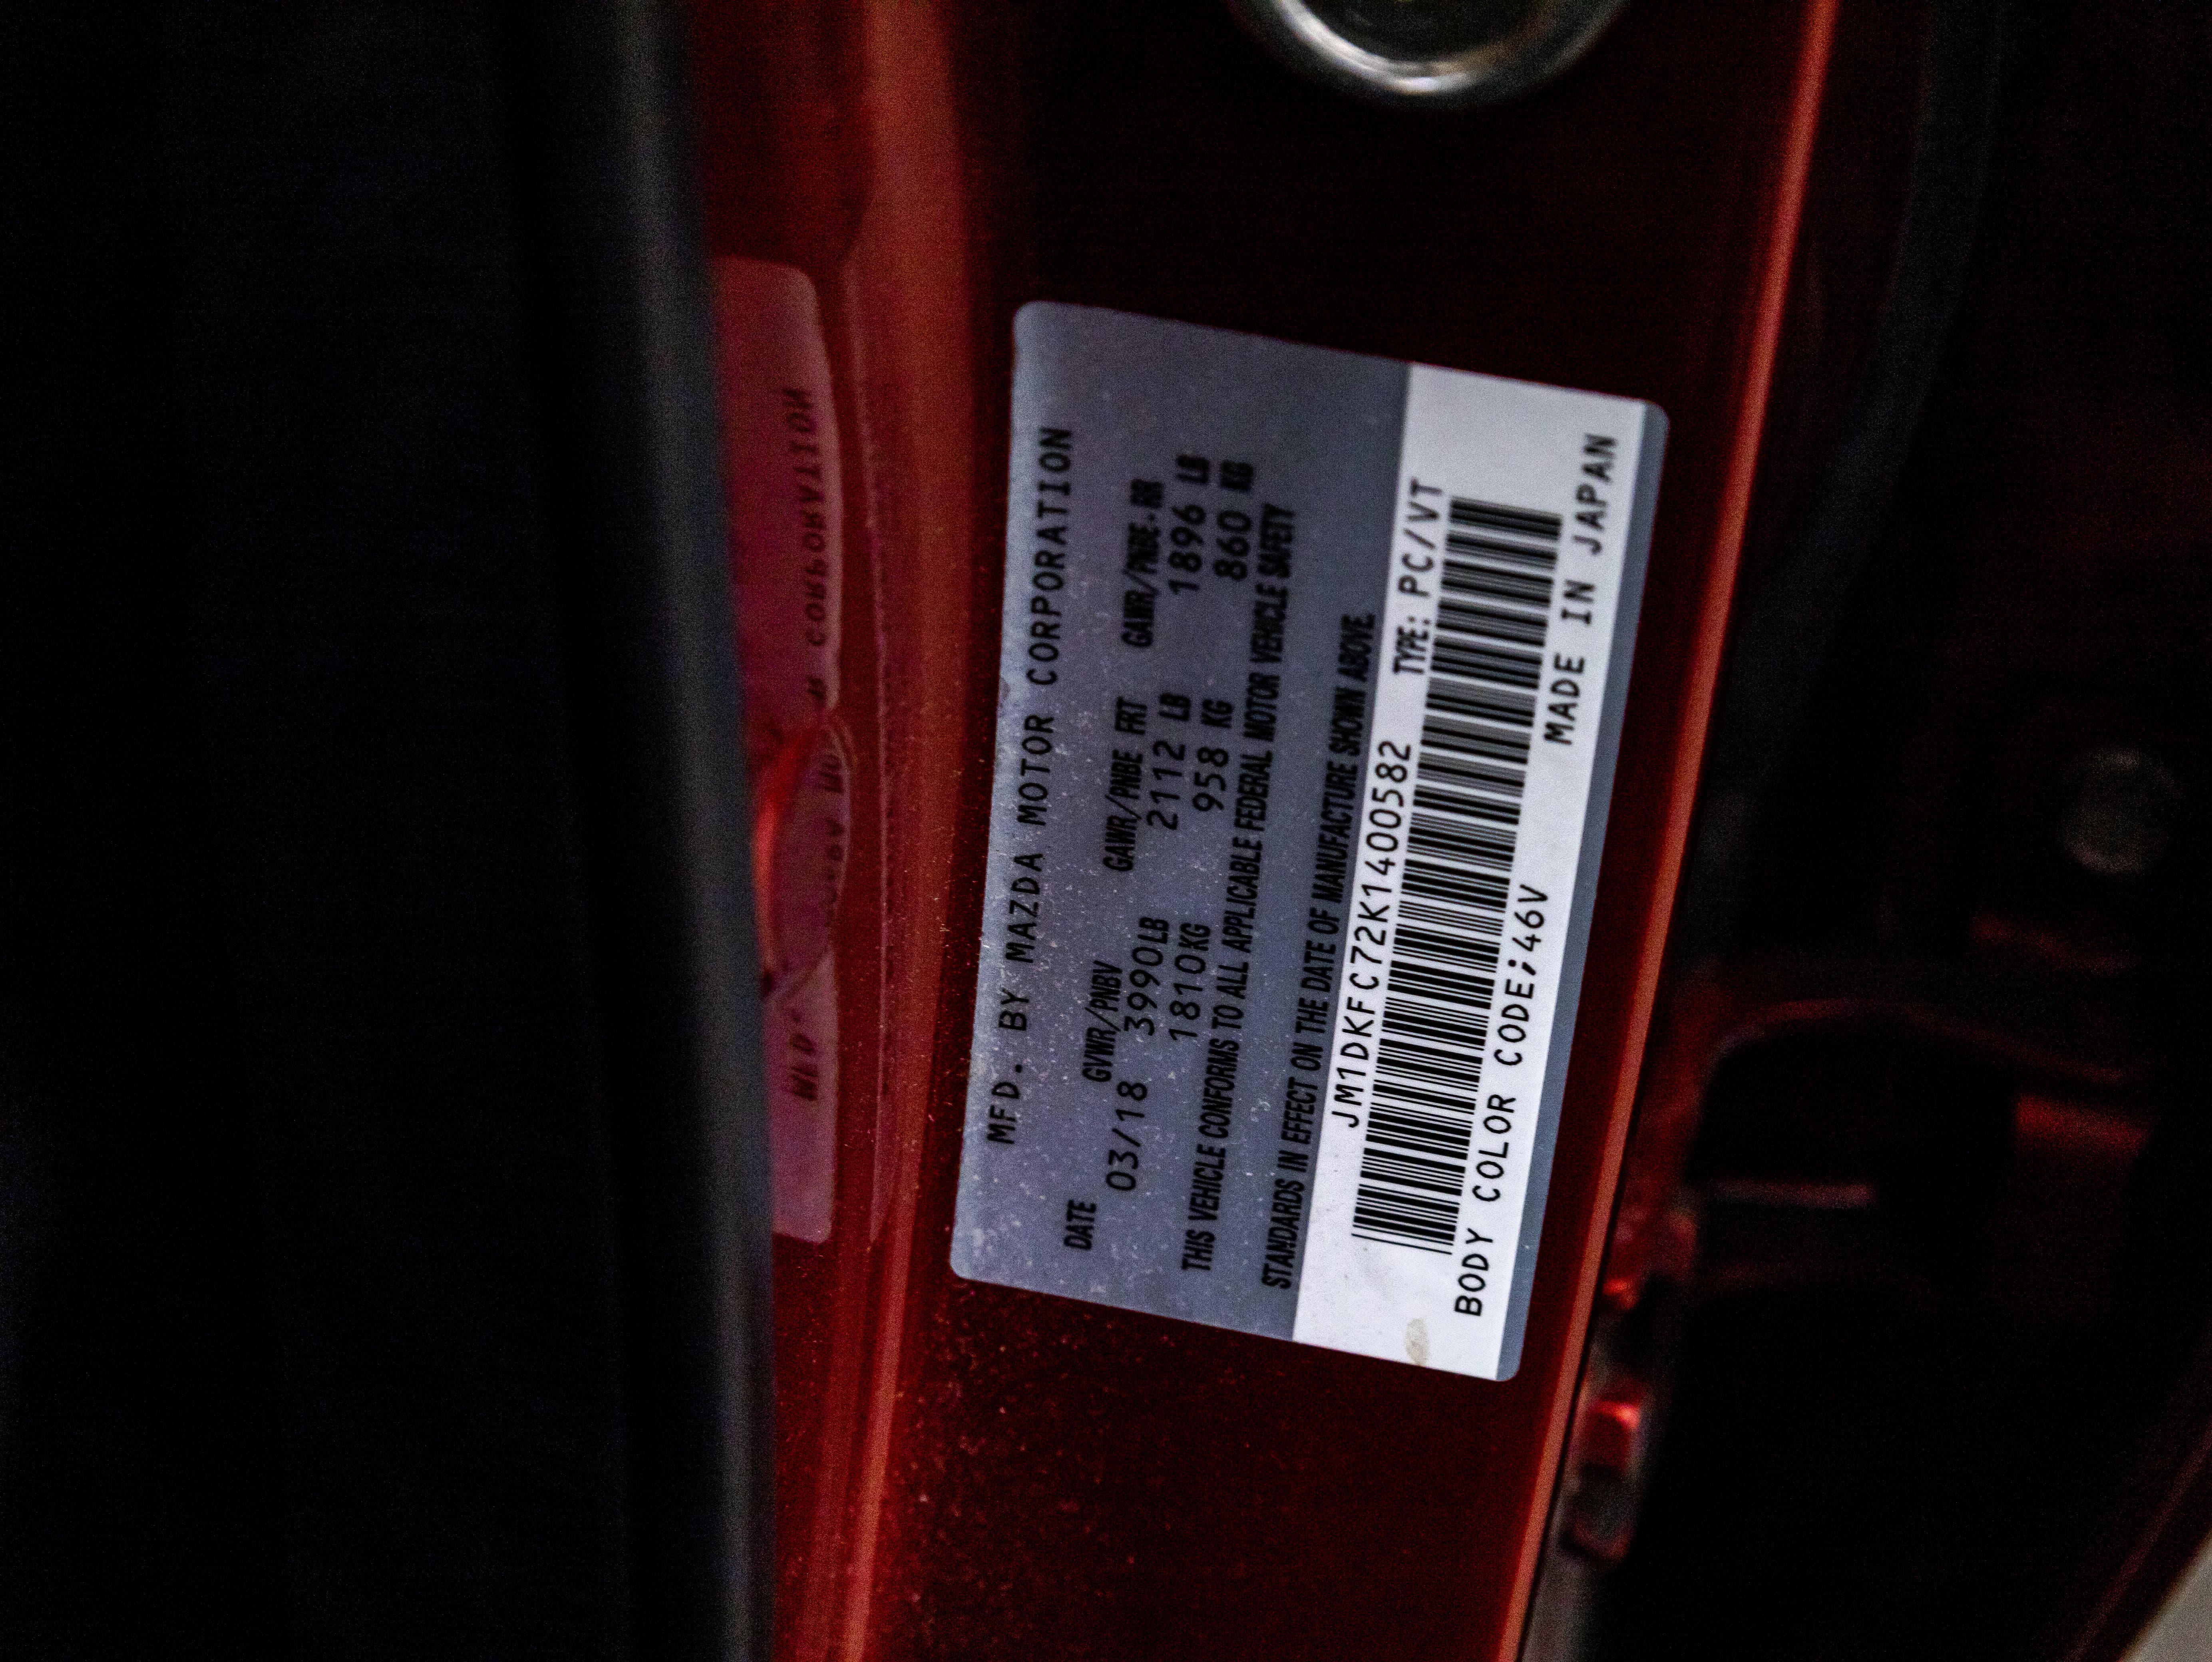 MFD. BY MAZDA MOTOR CORPORATION
DATE GVWR/PNBV GAWR/PNBE FRT GAWR/PNBE. RR
03/18 3990LB 2112 LB 1896 LB
1810KG 958 KG 860 KG
THIS VEHICLE CONFORMS TO ALL APPLICABLE FEDERAL MOTOR VEHICLE SAFETY
STANDARDS IN EFFECT ON THE DATE OF MANUFACTURE SHOWN ABOVE.
JM1DKFC72K1400582 TYPE: PC/VT
BODY COLOR CODE;46V MADE IN JAPAN